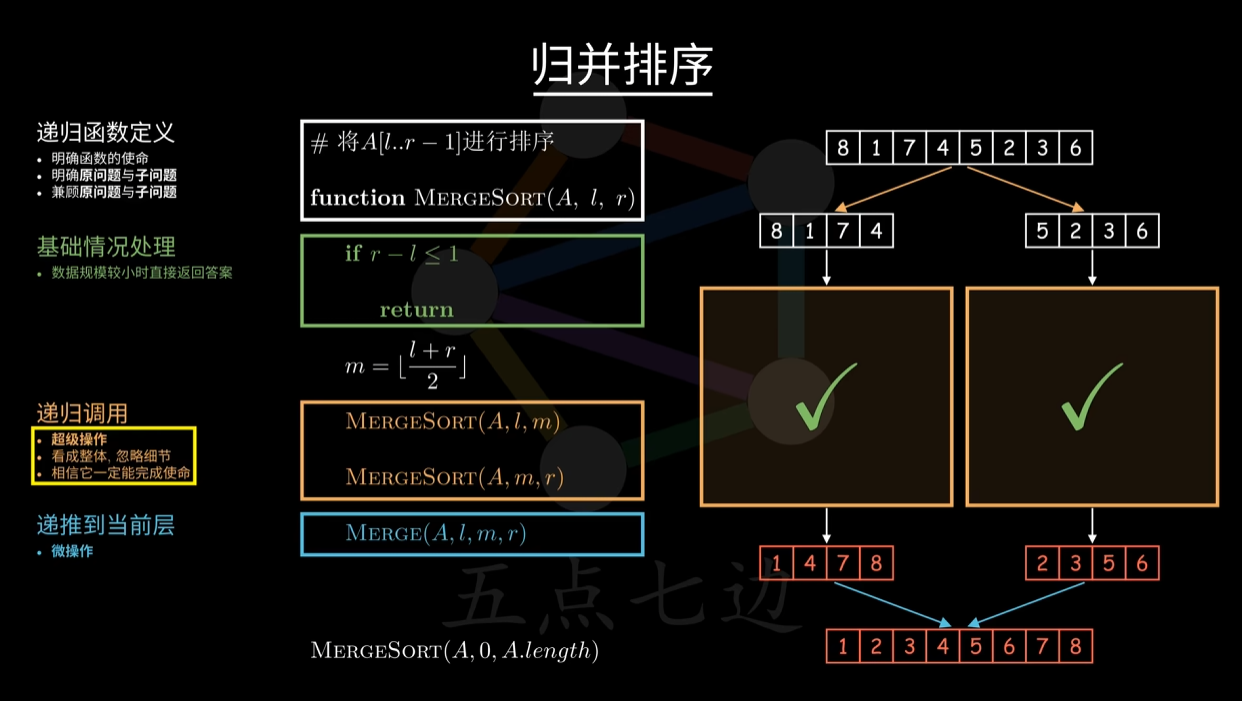 归并排序
递归函数定义
• 明确函数的使命
• 明确原问题与子问题
• 兼顾原问题与子问题
# 将A[l..r − 1]进行排序
function MERGESORT(A, l, r)
基础情况处理
• 数据规模较小时直接返回答案
if r − l ≤ 1
return
m = ⌊(l + r)/2⌋
递归调用
• 超级操作
• 看成整体, 忽略细节
• 相信它一定能完成使命
MERGESORT(A, l, m)
MERGESORT(A, m, r)
递推到当前层
• 微操作
MERGE(A, l, m, r)
MERGESORT(A, 0, A.length)
8 1 7 4 5 2 3 6
8 1 7 4
5 2 3 6
1 4 7 8
2 3 5 6
1 2 3 4 5 6 7 8
五点七边